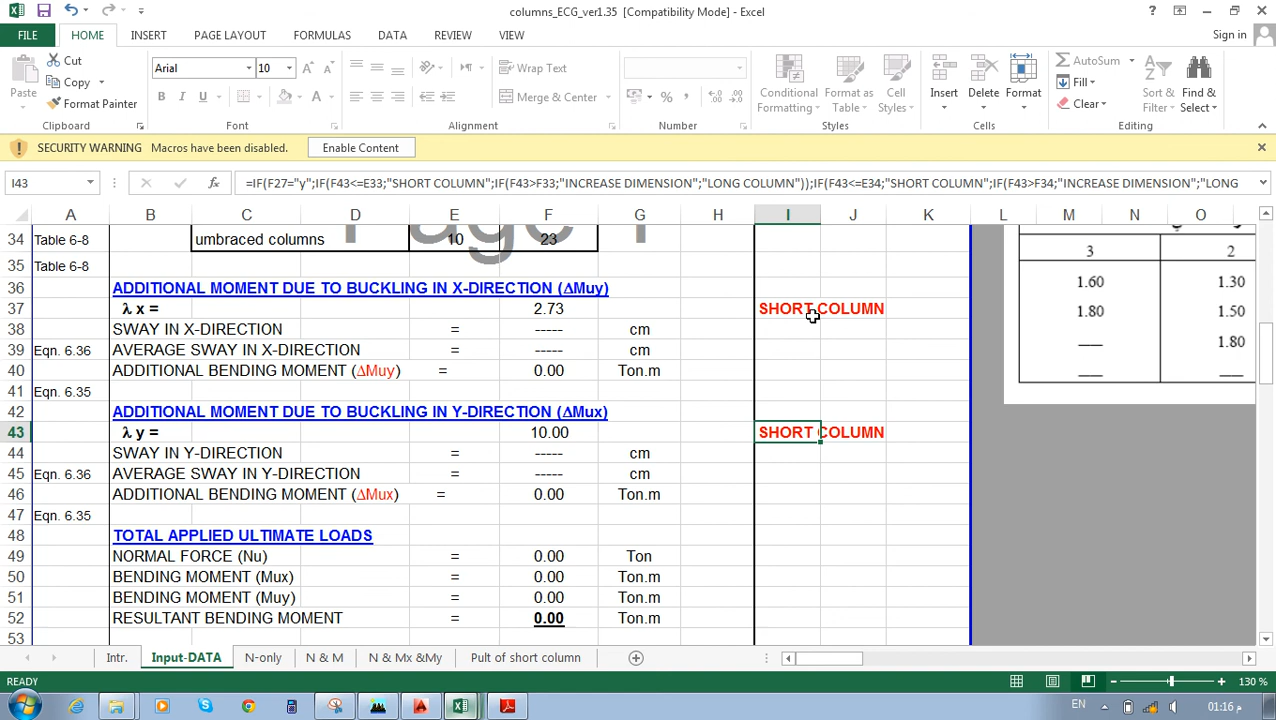 columns_ECG_ver1.35 [Compatibility Mode] - Excel
FILE HOME INSERT PAGE LAYOUT FORMULAS DATA REVIEW VIEW Sign in
Paste Cut Copy Format Painter Clipboard
Arial 10 B I U Font
Wrap Text Merge & Center Alignment
% , Number
Conditional Formatting Format as Table Cell Styles Styles
Insert Delete Format Cells
AutoSum Fill Clear Sort & Filter Find & Select Editing
SECURITY WARNING Macros have been disabled. Enable Content
I43 fx =IF(F27="y";IF(F43<=E33;"SHORT COLUMN";IF(F43>F33;"INCREASE DIMENSION";"LONG COLUMN"));IF(F43<=E34;"SHORT COLUMN";IF(F43>F34;"INCREASE DIMENSION";"LONG
A B C D E F G H I J K L M N O
34 Table 6-8 umbraced columns 10 23
35 Table 6-8
36 ADDITIONAL MOMENT DUE TO BUCKLING IN X-DIRECTION (ΔMuy)
37 λ x = 2.73 SHORT COLUMN
38 SWAY IN X-DIRECTION = ----- cm
39 Eqn. 6.36 AVERAGE SWAY IN X-DIRECTION = ----- cm
40 ADDITIONAL BENDING MOMENT (ΔMuy) = 0.00 Ton.m
41 Eqn. 6.35
42 ADDITIONAL MOMENT DUE TO BUCKLING IN Y-DIRECTION (ΔMux)
43 λ y = 10.00 SHORT COLUMN
44 SWAY IN Y-DIRECTION = ----- cm
45 Eqn. 6.36 AVERAGE SWAY IN Y-DIRECTION = ----- cm
46 ADDITIONAL BENDING MOMENT (ΔMux) = 0.00 Ton.m
47 Eqn. 6.35
48 TOTAL APPLIED ULTIMATE LOADS
49 NORMAL FORCE (Nu) = 0.00 Ton
50 BENDING MOMENT (Mux) = 0.00 Ton.m
51 BENDING MOMENT (Muy) = 0.00 Ton.m
52 RESULTANT BENDING MOMENT = 0.00 Ton.m
53
3 2
1.60 1.30
1.80 1.50
1.80
Intr. Input-DATA N-only N & M N & Mx &My Pult of short column
READY 130 %
EN 01:16 م